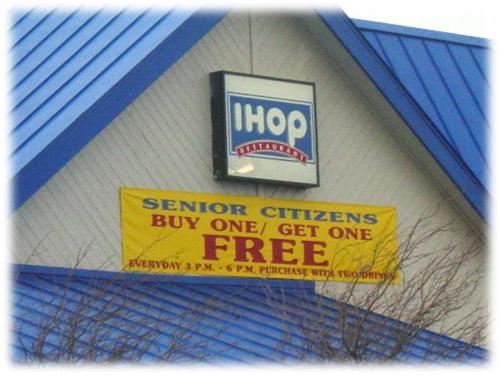 IHOP
RESTAURANT
SENIOR CITIZENS
BUY ONE/ GET ONE
FREE
EVERYDAY 3 P.M. - 6 P.M. PURCHASE WITH TWO DRINKS